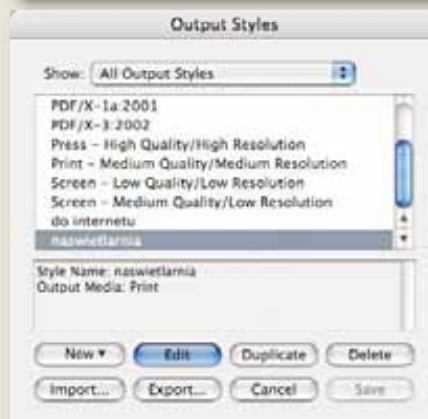 Output Styles
Show: All Output Styles
PDF/X-1a:2001
PDF/X-3:2002
Press - High Quality/High Resolution
Print - Medium Quality/Medium Resolution
Screen - Low Quality/Low Resolution
Screen - Medium Quality/Low Resolution
do internetu
naswietlarnia
Style Name: naswietlarnia
Output Media: Print
New Edit Duplicate Delete
Import... Export... Cancel Save